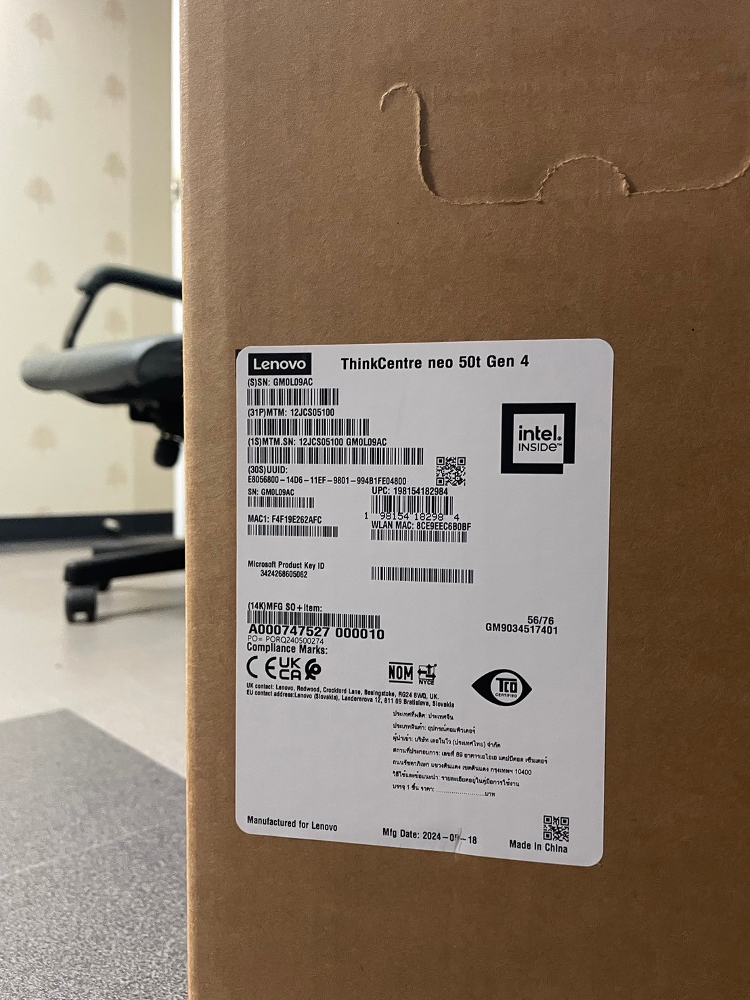 Lenovo
ThinkCentre neo 50t Gen 4
(S)SN: GM0L09AC
(31P)MTM: 12JCS05100
(1S)MTM.SN: 12JCS05100 GM0L09AC
intel.
INSIDE™
(30S)UUID:
E8056800-14D6-11EF-9801-994B1FE04800
SN: GM0L09AC
UPC: 198154182984
1 98154 18298 4
MAC1: F4F19E262AFC
WLAN MAC: 8CE9EEC6B0BF
Microsoft Product Key ID
3424268605062
(14K)MFG SO+Item:
A000747527 000010
56/76
GM9034517401
PO= PORQ240500274
Compliance Marks:
CE UK CA
NOM
NYCE
TCO
CERTIFIED
UK contact: Lenovo, Redwood, Crockford Lane, Basingstoke, RG24 8WQ, UK.
EU contact address:Lenovo (Slovakia), Landererova 12, 811 09 Bratislava, Slovakia
ประเทศที่ผลิต: ประเทศจีน
ประเภทสินค้า: อุปกรณ์คอมพิวเตอร์
ผู้นำเข้า: บริษัท เลอโนโว (ประเทศไทย) จำกัด
สถานที่ประกอบการ: เลขที่ 89 อาคารเอไอเอ แคปปิตอล เซ็นเตอร์
ถนนรัชดาภิเษก แขวงดินแดง เขตดินแดง กรุงเทพฯ 10400
วิธีใช้และข้อแนะนำ: รายละเอียดอยู่ในคู่มือการใช้งาน
บรรจุ 1 ชิ้น ราคา: ........................บาท
Manufactured for Lenovo
Mfg Date:
Made In China